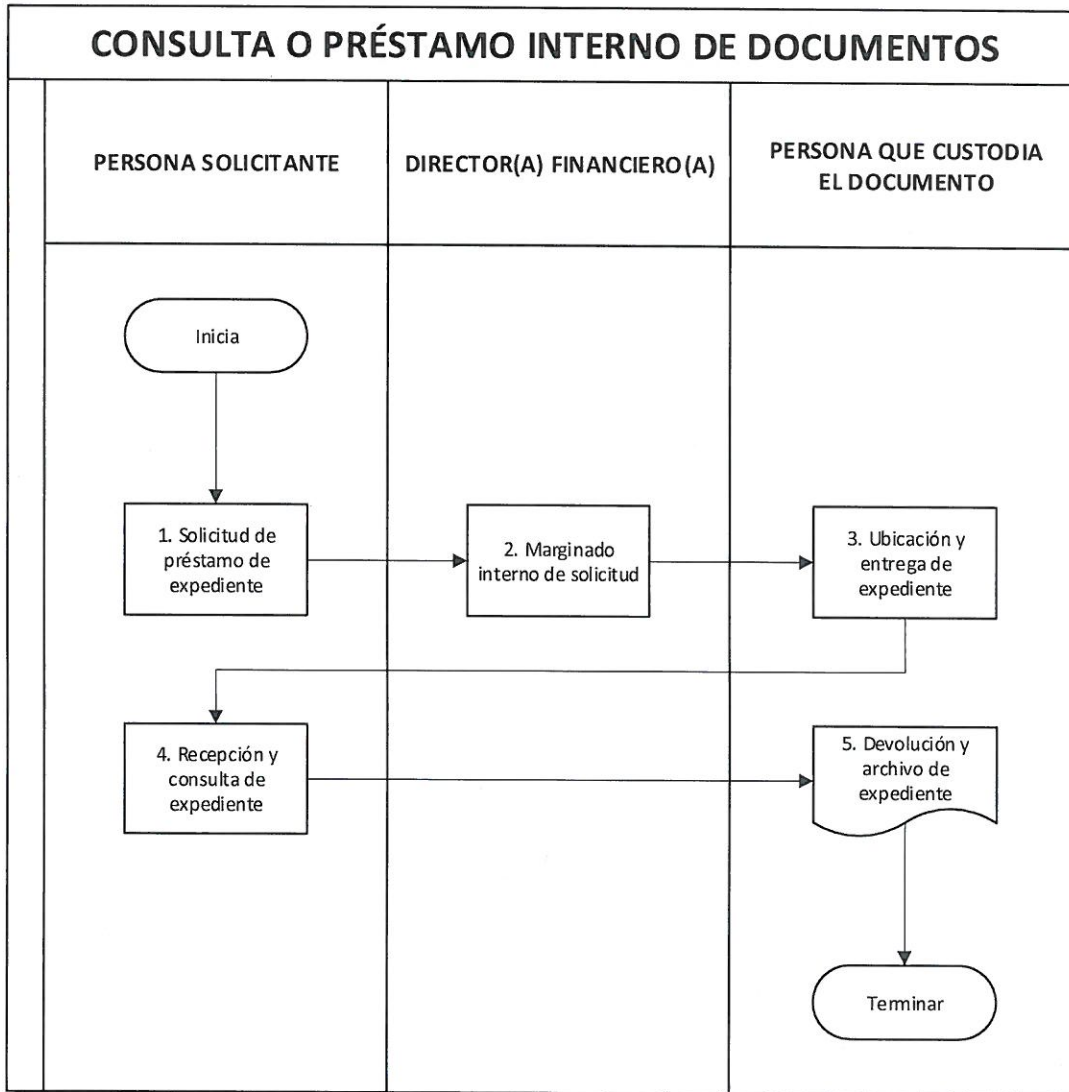 CONSULTA O PRÉSTAMO INTERNO DE DOCUMENTOS
PERSONA SOLICITANTE
DIRECTOR(A) FINANCIERO(A)
PERSONA QUE CUSTODIA
EL DOCUMENTO
Inicia
1. Solicitud de
préstamo de
expediente
2. Marginado
interno de solicitud
3. Ubicación y
entrega de
expediente
4. Recepción y
consulta de
expediente
5. Devolución y
archivo de
expediente
Terminar